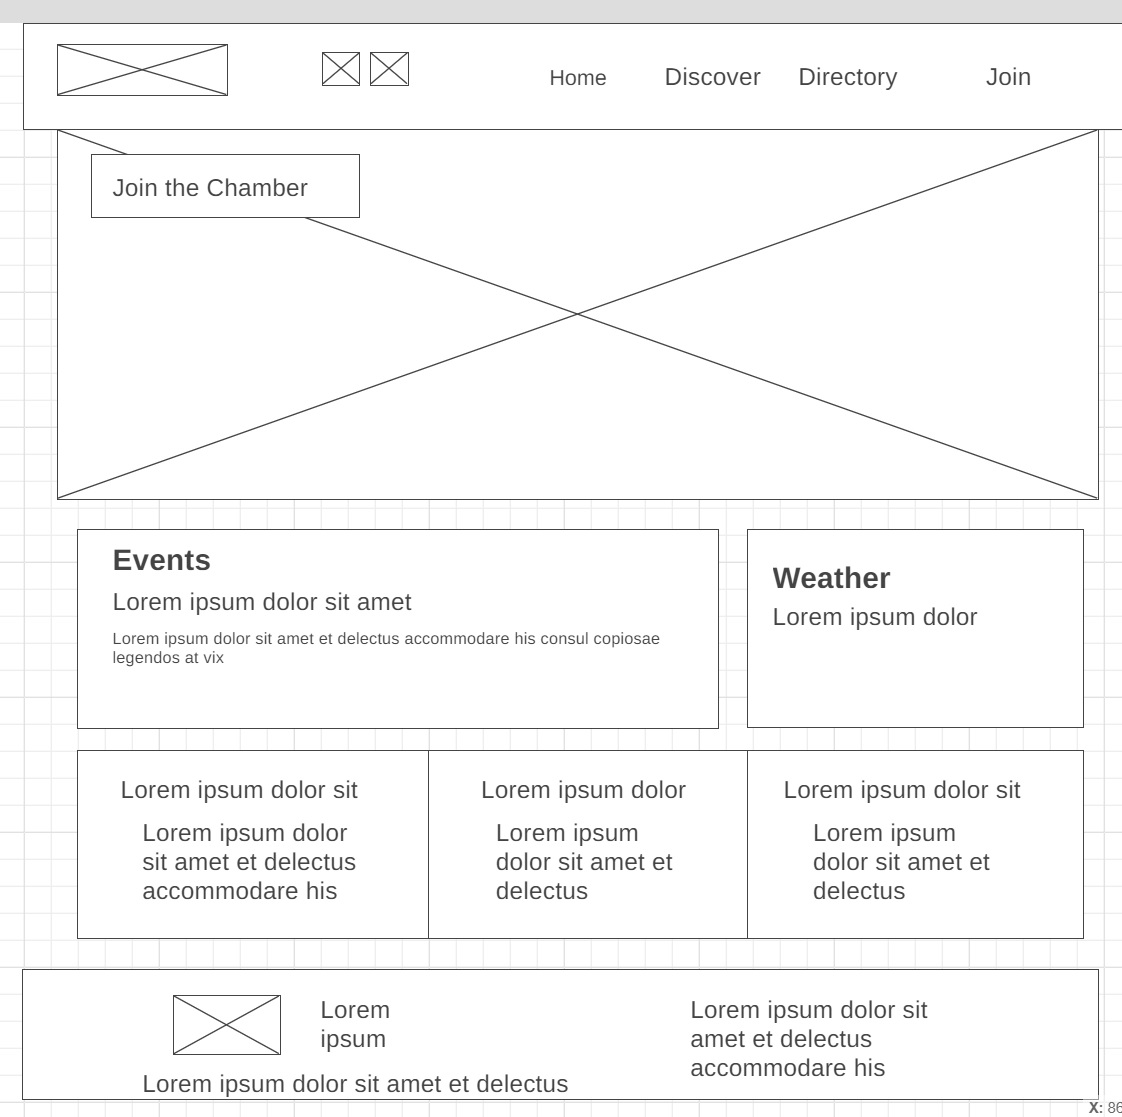 Home Discover Directory Join
Join the Chamber
Events
Lorem ipsum dolor sit amet
Lorem ipsum dolor sit amet et delectus accommodare his consul copiosae
legendos at vix
Weather
Lorem ipsum dolor
Lorem ipsum dolor sit
Lorem ipsum dolor
sit amet et delectus
accommodare his
Lorem ipsum dolor
Lorem ipsum
dolor sit amet et
delectus
Lorem ipsum dolor sit
Lorem ipsum
dolor sit amet et
delectus
Lorem
ipsum
Lorem ipsum dolor sit amet et delectus
Lorem ipsum dolor sit
amet et delectus
accommodare his
X: 86